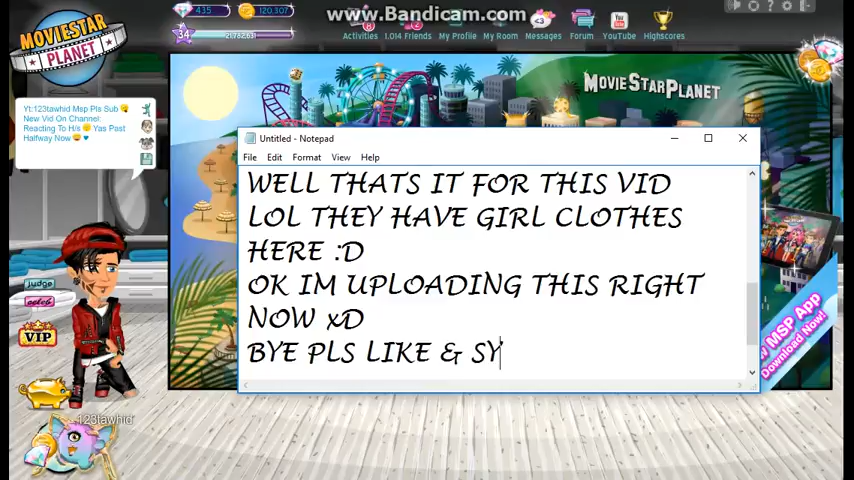 www.Bandicam.com
435
120,307
34
21,782,631
Activities
1.014 Friends
My Profile
My Room
Messages
Forum
YouTube
Highscores
MOVIESTAR
PLANET
MOVIESTARPLANET
Yt:123tawhid Msp Pls Sub
New Vid On Channel:
Reacting To H/s Yas Past
Halfway Now
Untitled - Notepad
File Edit Format View Help
WELL THATS IT FOR THIS VID
LOL THEY HAVE GIRL CLOTHES
HERE :D
OK IM UPLOADING THIS RIGHT
NOW xD
BYE PLS LIKE & SY
judge
celeb
VIP
123tawhid
MSP App
Download Now!